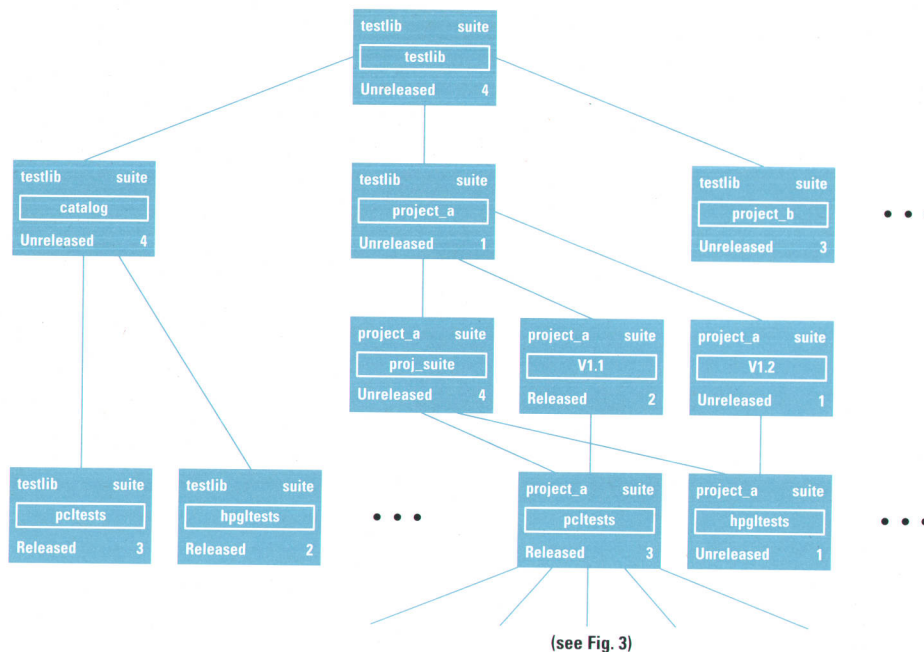 testlib suite
testlib
Unreleased 4
testlib suite
catalog
Unreleased 4
testlib suite
project_a
Unreleased 1
testlib suite
project_b
Unreleased 3
• • •
project_a suite
proj_suite
Unreleased 4
project_a suite
V1.1
Released 2
project_a suite
V1.2
Unreleased 1
testlib suite
pcltests
Released 3
testlib suite
hpgltests
Released 2
• • •
project_a suite
pcltests
Released 3
project_a suite
hpgltests
Unreleased 1
• • •
(see Fig. 3)